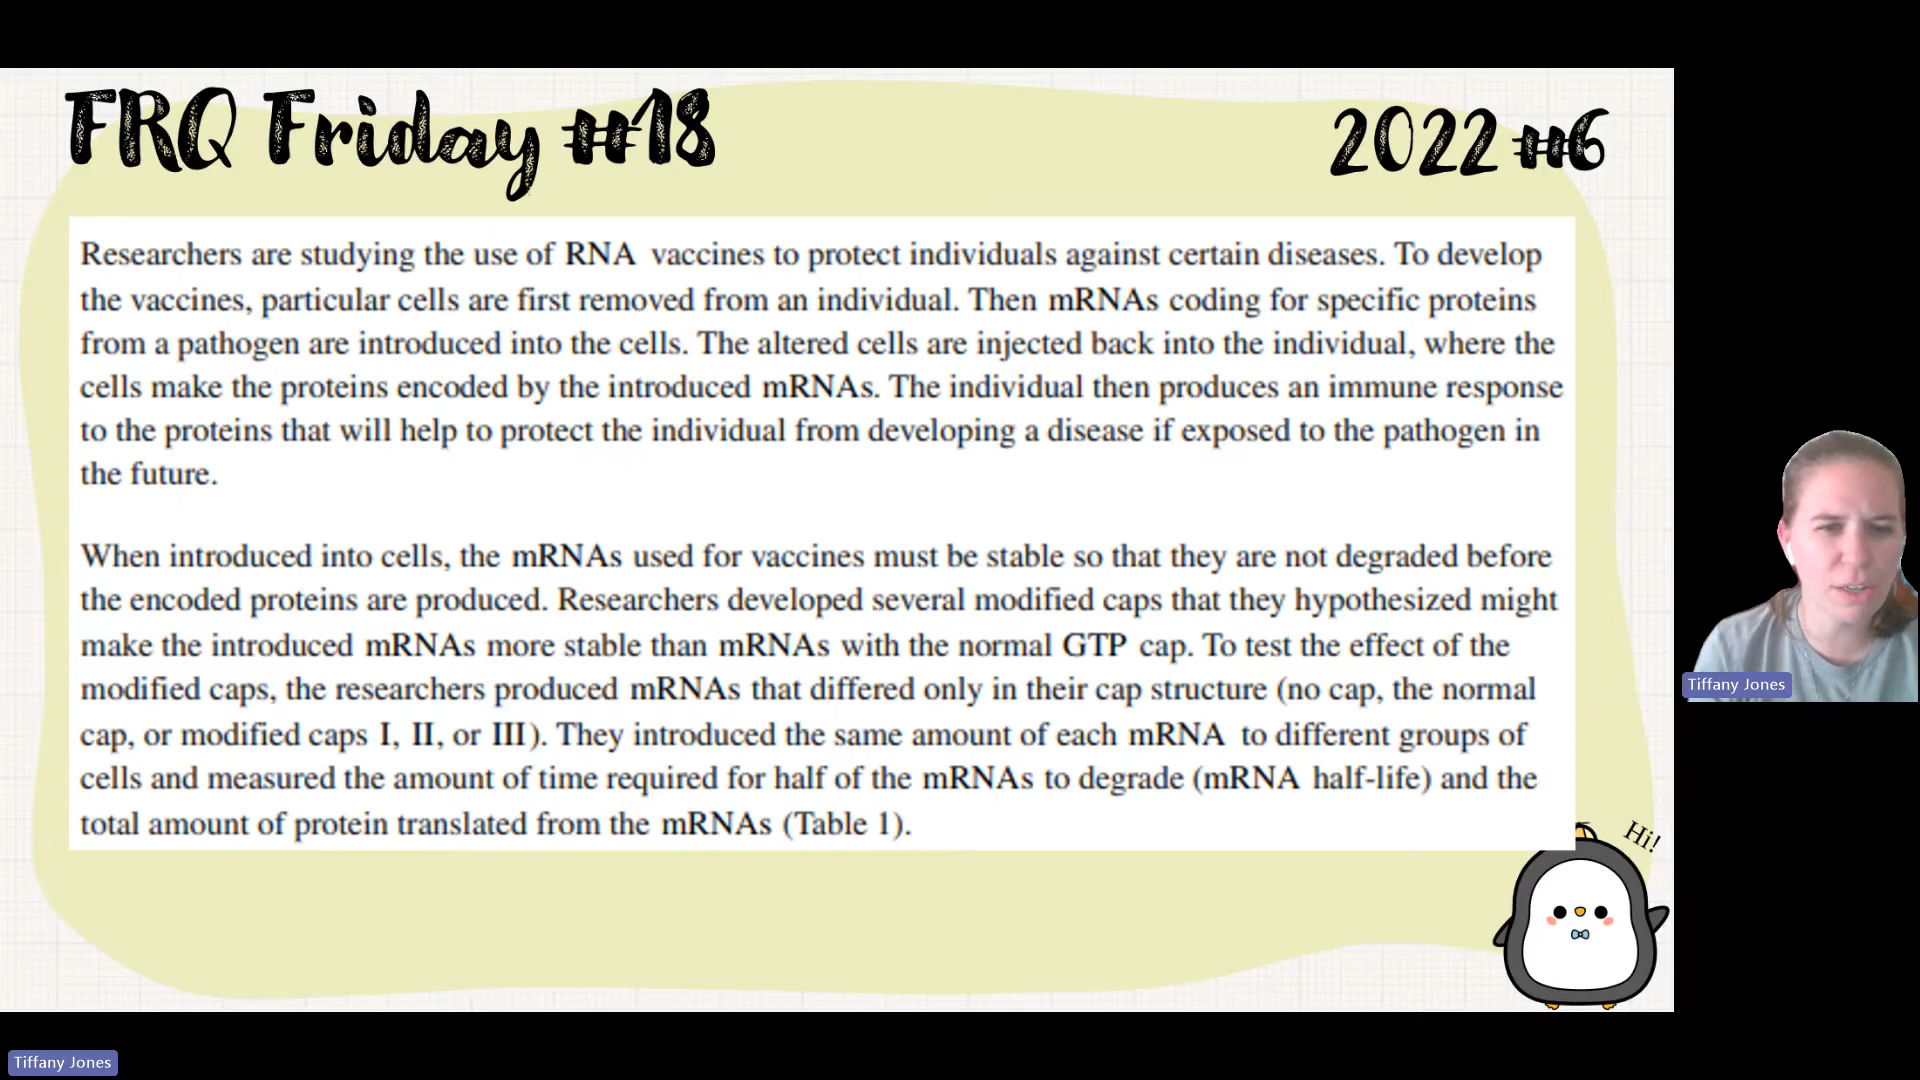 FRQ Friday #18
2022 #6
Researchers are studying the use of RNA vaccines to protect individuals against certain diseases. To develop
the vaccines, particular cells are first removed from an individual. Then mRNAs coding for specific proteins
from a pathogen are introduced into the cells. The altered cells are injected back into the individual, where the
cells make the proteins encoded by the introduced mRNAs. The individual then produces an immune response
to the proteins that will help to protect the individual from developing a disease if exposed to the pathogen in
the future.
When introduced into cells, the mRNAs used for vaccines must be stable so that they are not degraded before
the encoded proteins are produced. Researchers developed several modified caps that they hypothesized might
make the introduced mRNAs more stable than mRNAs with the normal GTP cap. To test the effect of the
modified caps, the researchers produced mRNAs that differed only in their cap structure (no cap, the normal
cap, or modified caps I, II, or III). They introduced the same amount of each mRNA to different groups of
cells and measured the amount of time required for half of the mRNAs to degrade (mRNA half-life) and the
total amount of protein translated from the mRNAs (Table 1).
Hi!
Tiffany Jones
Tiffany Jones